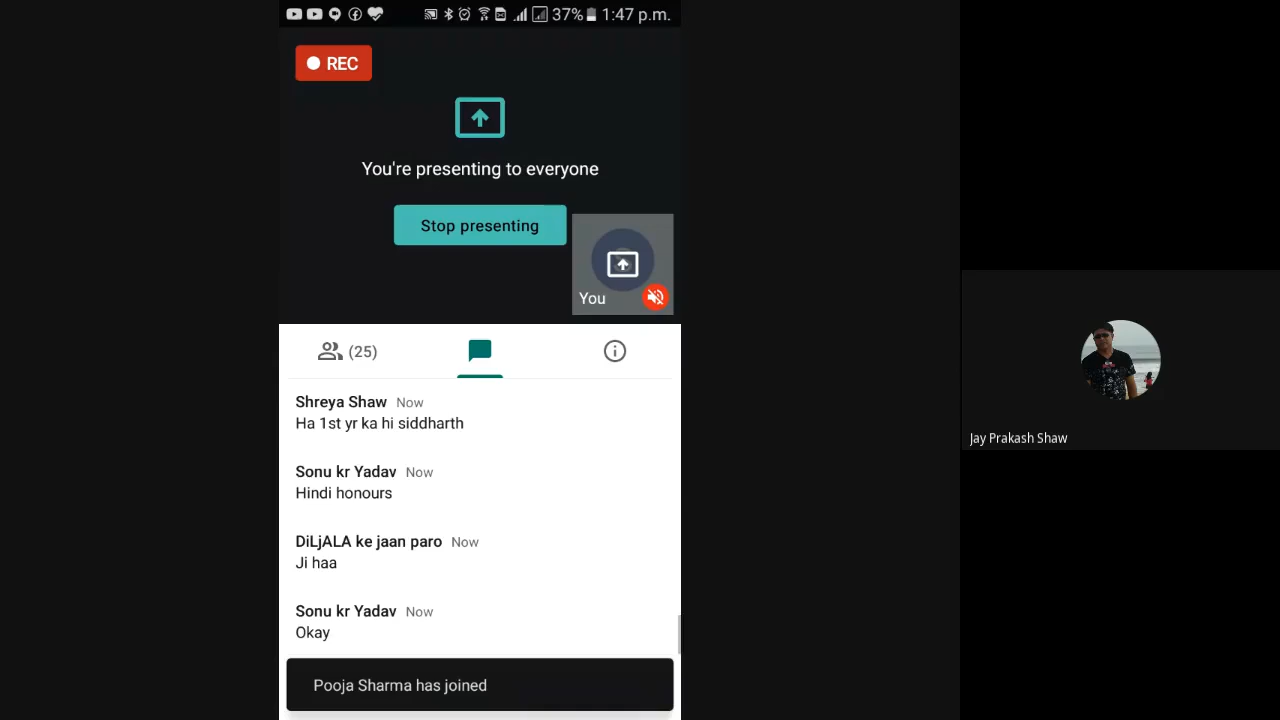 37% 1:47 p.m.
REC
You're presenting to everyone
Stop presenting
You
(25)
Shreya Shaw Now
Ha 1st yr ka hi siddharth
Sonu kr Yadav Now
Hindi honours
DiLjALA ke jaan paro Now
Ji haa
Sonu kr Yadav Now
Okay
Pooja Sharma has joined
Jay Prakash Shaw